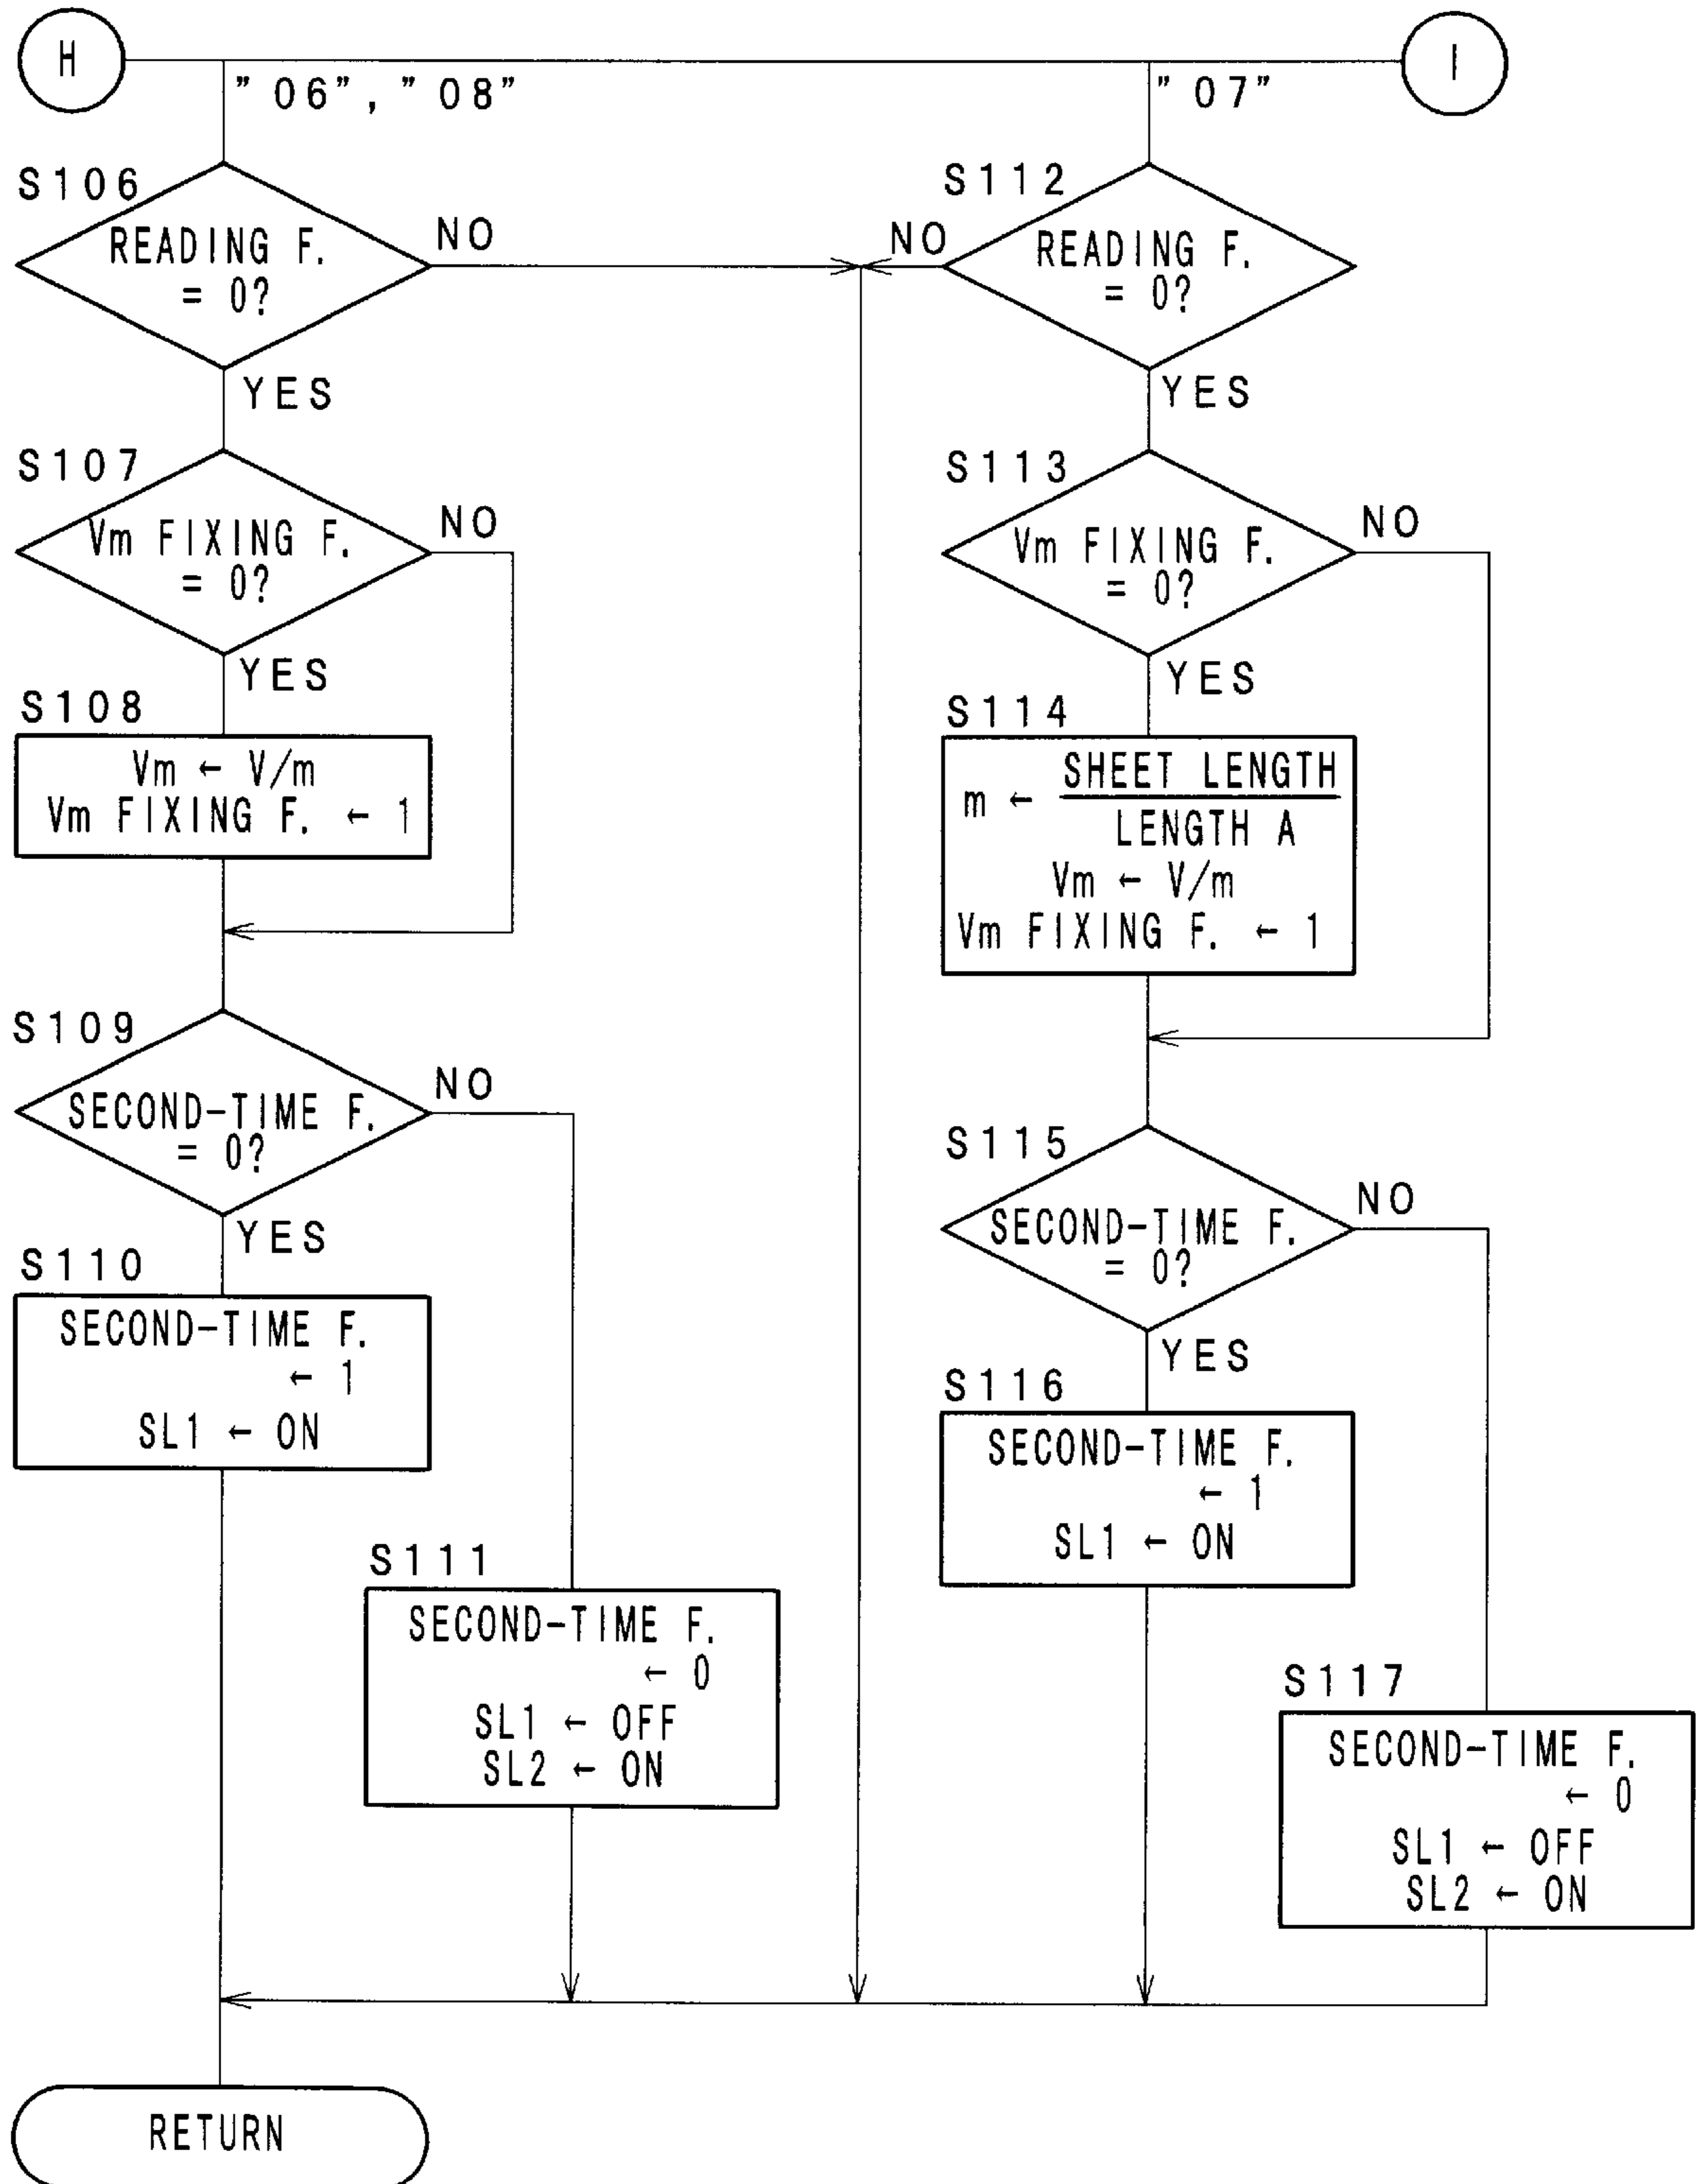 H
I
"06", "08"
"07"
S106
READING F.
= 0?
NO
YES
S107
Vm FIXING F.
= 0?
NO
YES
S108
Vm ← V/m
Vm FIXING F. ← 1
S109
SECOND-TIME F.
= 0?
NO
YES
S110
SECOND-TIME F.
← 1
SL1 ← ON
S111
SECOND-TIME F.
← 0
SL1 ← OFF
SL2 ← ON
S112
READING F.
= 0?
NO
YES
S113
Vm FIXING F.
= 0?
NO
YES
S114
m ← SHEET LENGTH
LENGTH A
Vm ← V/m
Vm FIXING F. ← 1
S115
SECOND-TIME F.
= 0?
NO
YES
S116
SECOND-TIME F.
← 1
SL1 ← ON
S117
SECOND-TIME F.
← 0
SL1 ← OFF
SL2 ← ON
RETURN